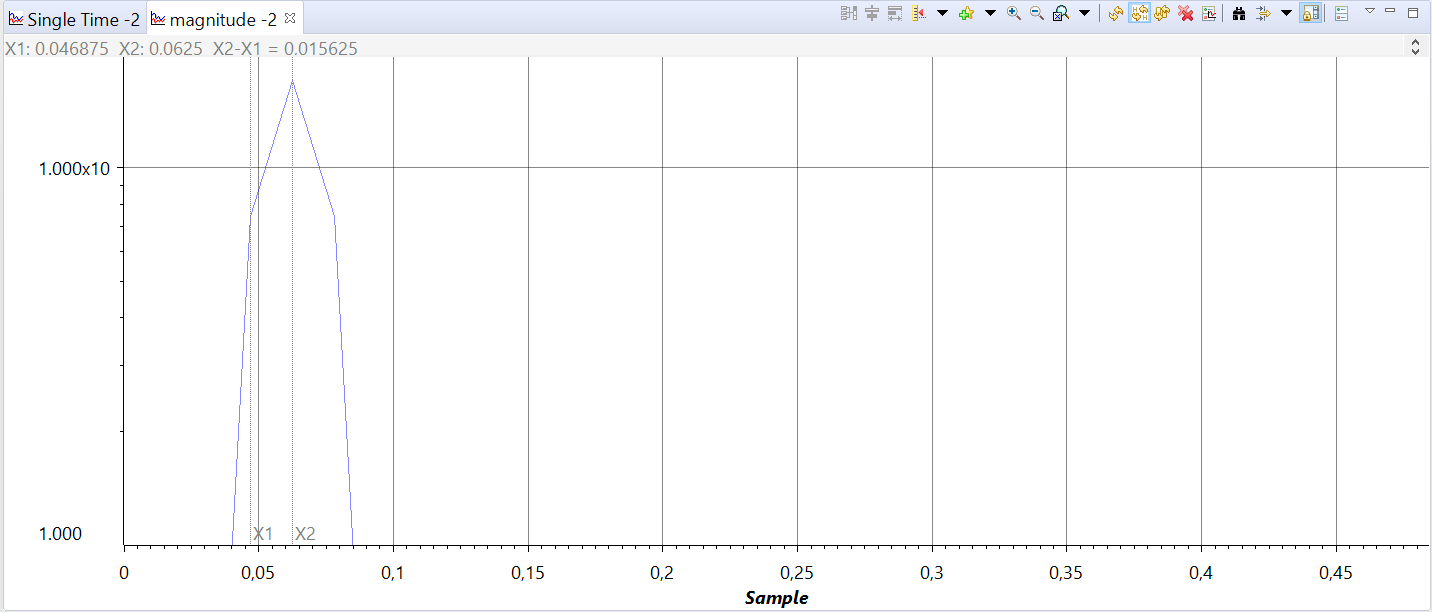 Single Time -2 magnitude -2
X1: 0.046875 X2: 0.0625 X2-X1 = 0.015625
1.000x10
1.000
X1 X2
0 0,05 0,1 0,15 0,2 0,25 0,3 0,35 0,4 0,45
Sample